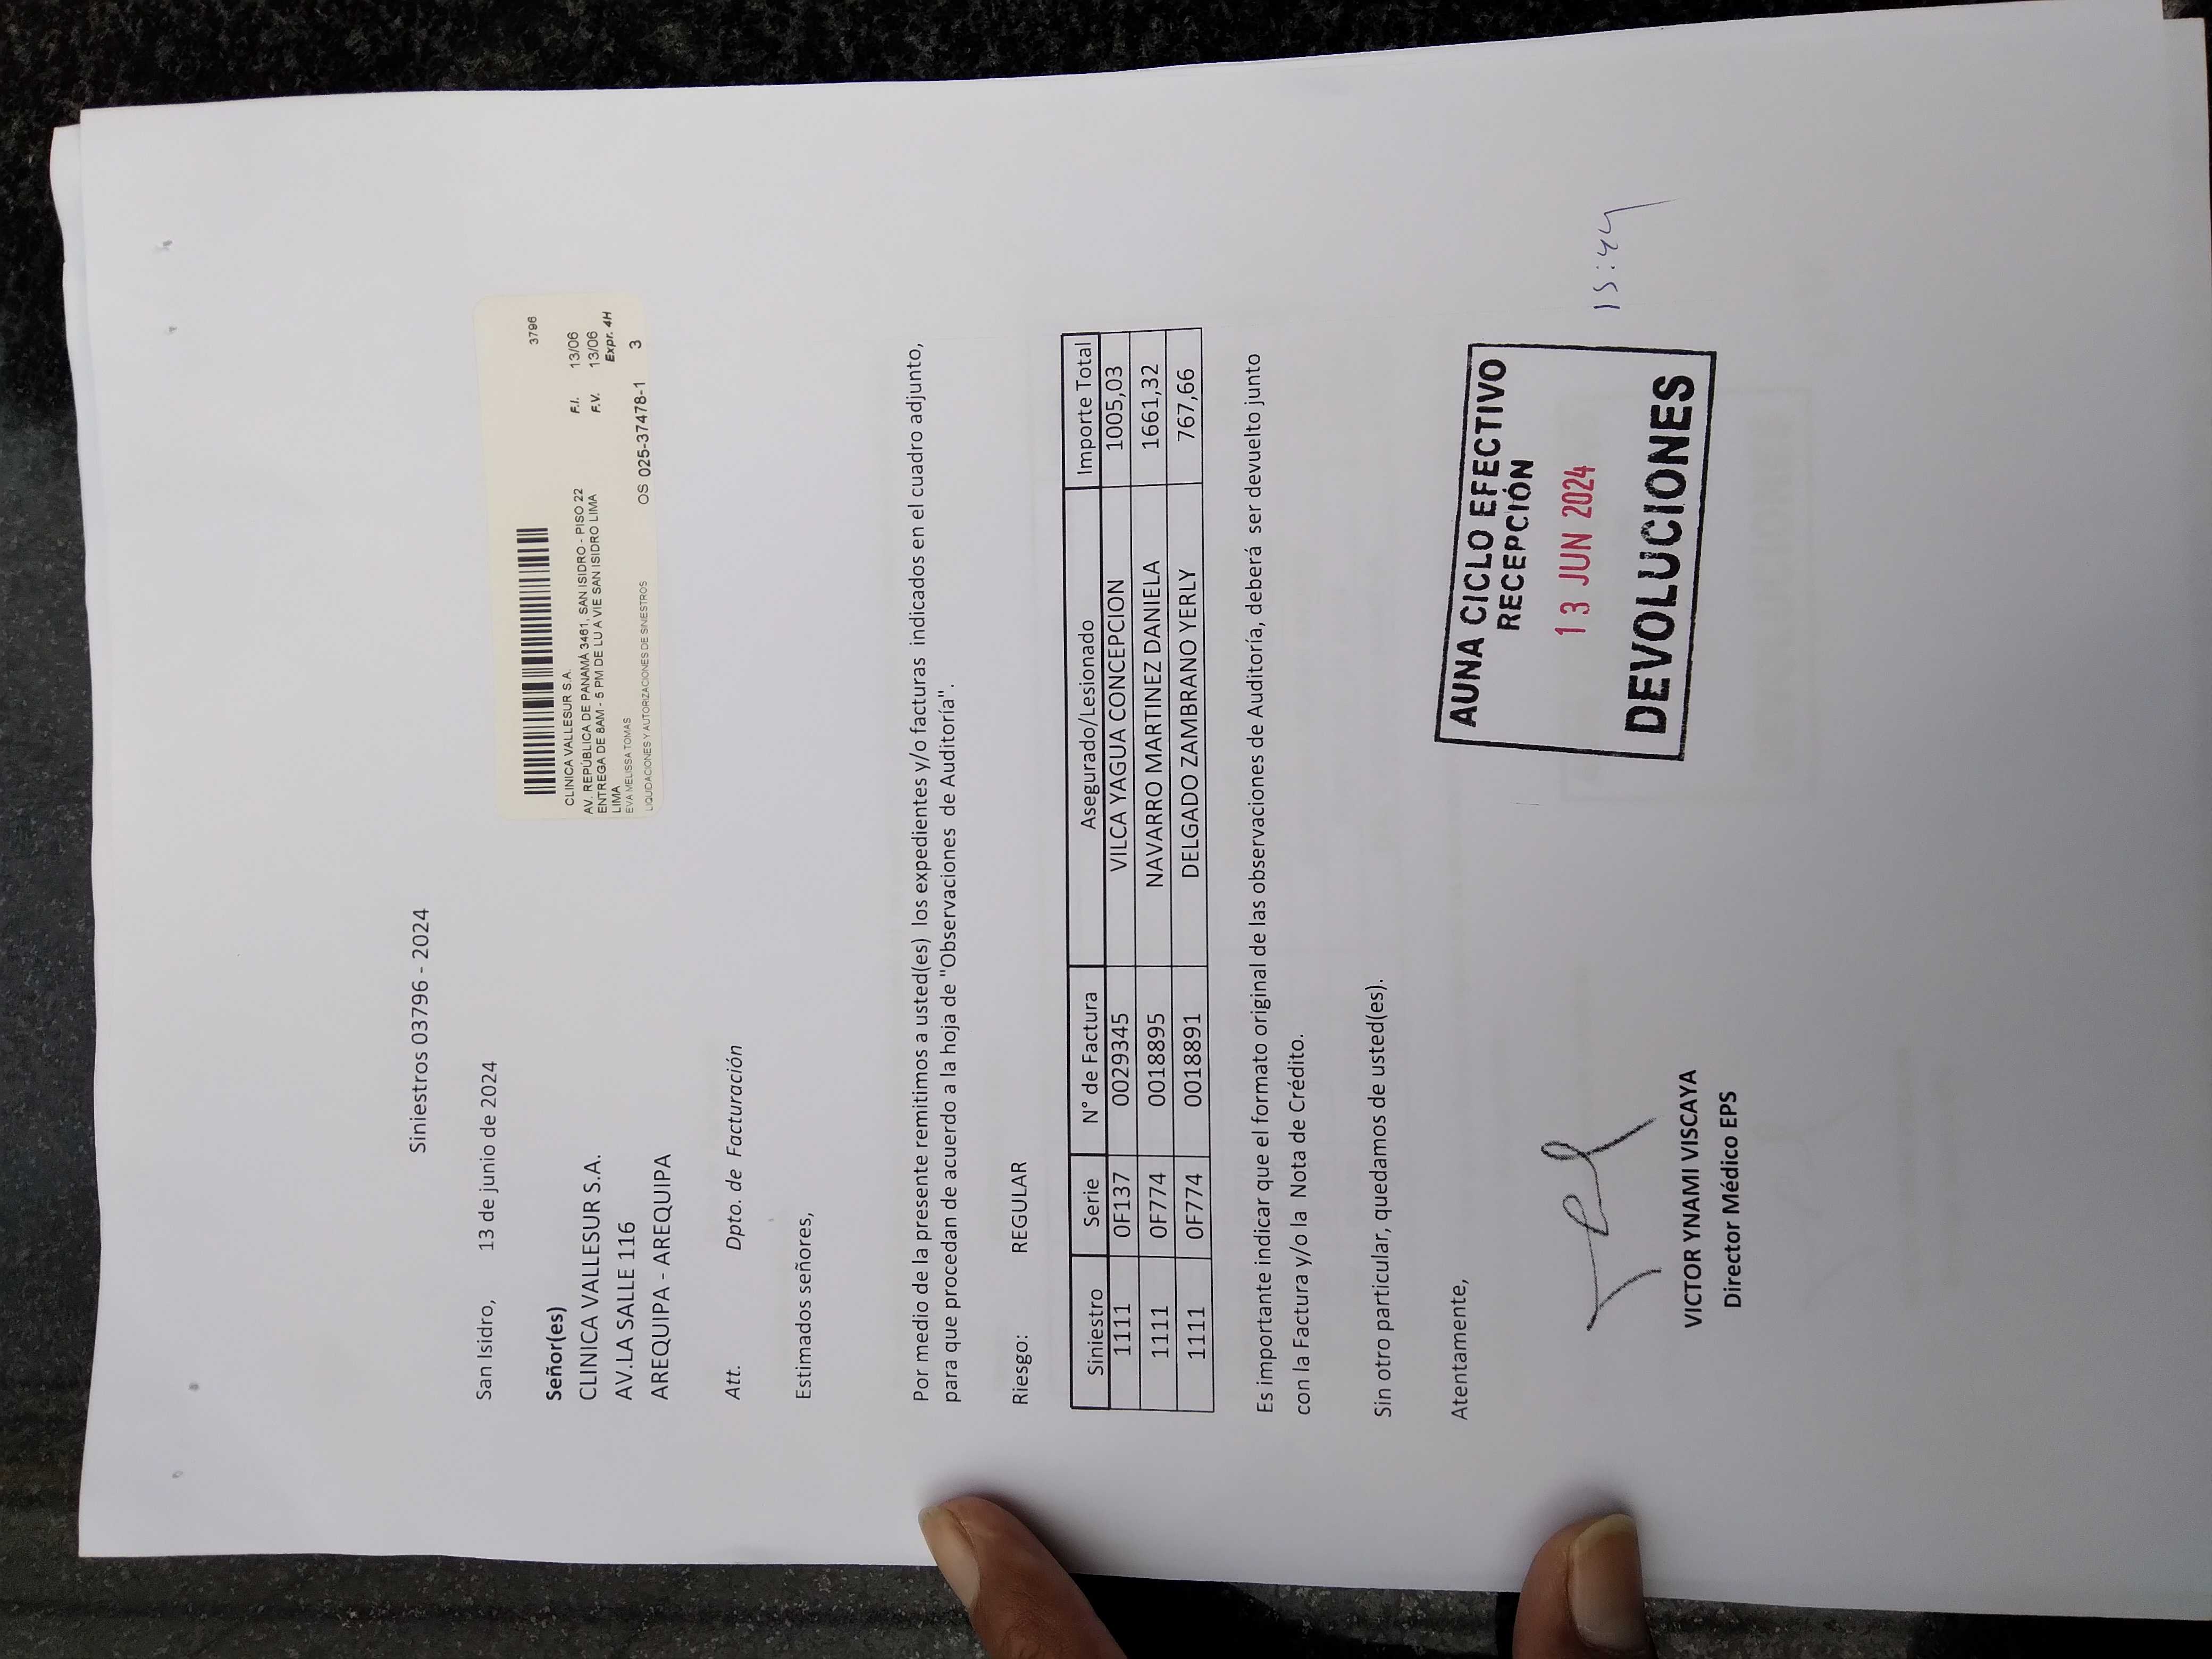 Siniestros 03796 - 2024
3796
CLINICA VALLESUR S.A.
AV. REPÚBLICA DE PANAMÁ 3461, SAN ISIDRO - PISO 22
F.I. 13/06
ENTREGA DE 8AM - 5 PM DE LU A VIE SAN ISIDRO LIMA
F.V. 13/06
LIMA
Expr. 4H
EVA MELISSA TOMAS
LIQUIDACIONES Y AUTORIZACIONES DE SINIESTROS
OS 025-37478-1
3
San Isidro, 13 de junio de 2024
Señor(es)
CLINICA VALLESUR S.A.
AV.LA SALLE 116
AREQUIPA - AREQUIPA
Att. Dpto. de Facturación
Estimados señores,
Por medio de la presente remitimos a usted(es) los expedientes y/o facturas indicados en el cuadro adjunto,
para que procedan de acuerdo a la hoja de "Observaciones de Auditoría".
Riesgo: REGULAR
Siniestro Serie N° de Factura Asegurado/Lesionado Importe Total
1111 0F137 0029345 VILCA YAGUA CONCEPCION 1005,03
1111 0F774 0018895 NAVARRO MARTINEZ DANIELA 1661,32
1111 0F774 0018891 DELGADO ZAMBRANO YERLY 767,66
Es importante indicar que el formato original de las observaciones de Auditoría, deberá ser devuelto junto
con la Factura y/o la Nota de Crédito.
Sin otro particular, quedamos de usted(es).
Atentamente,
AUNA CICLO EFECTIVO
RECEPCIÓN
13 JUN 2024
DEVOLUCIONES
15:44
VICTOR YNAMI VISCAYA
Director Médico EPS